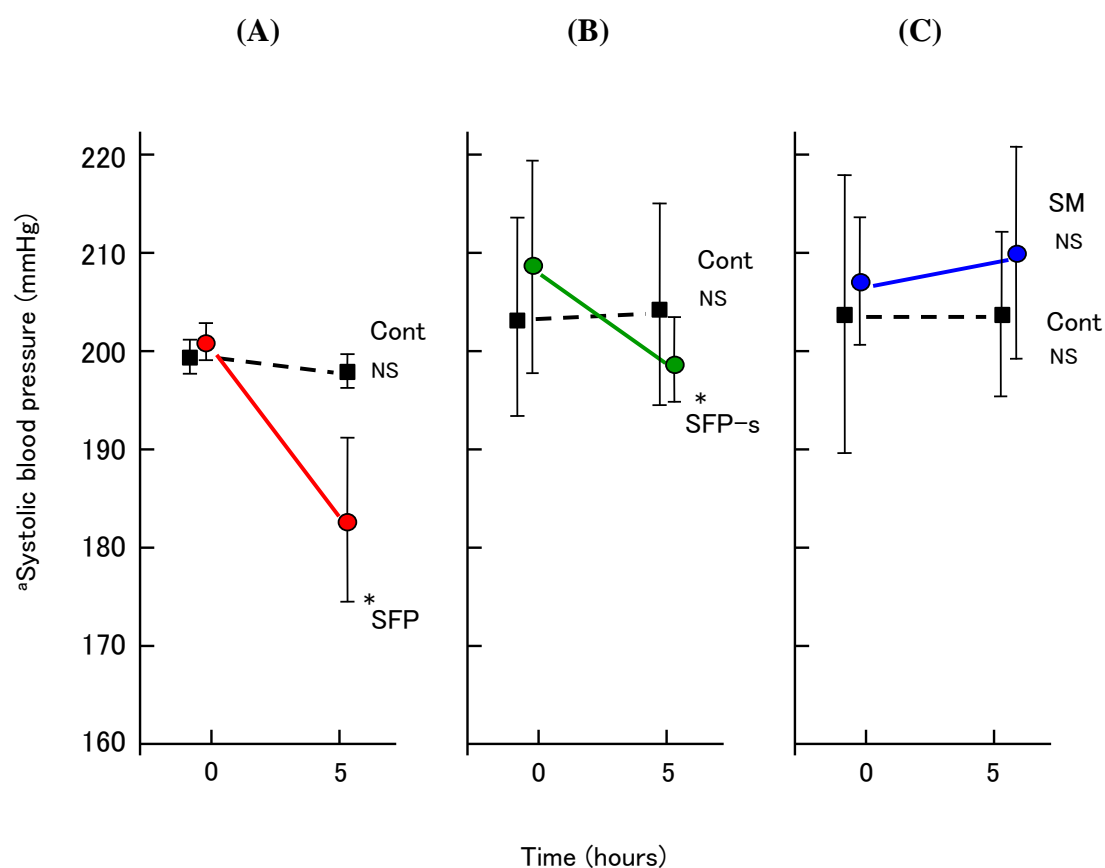 (A)
(B)
(C)
ᵃSystolic blood pressure (mmHg)
220
210
200
190
180
170
160
Cont
NS
*
SFP
0
5
Cont
NS
*
SFP-s
0
5
SM
NS
Cont
NS
0
5
Time (hours)